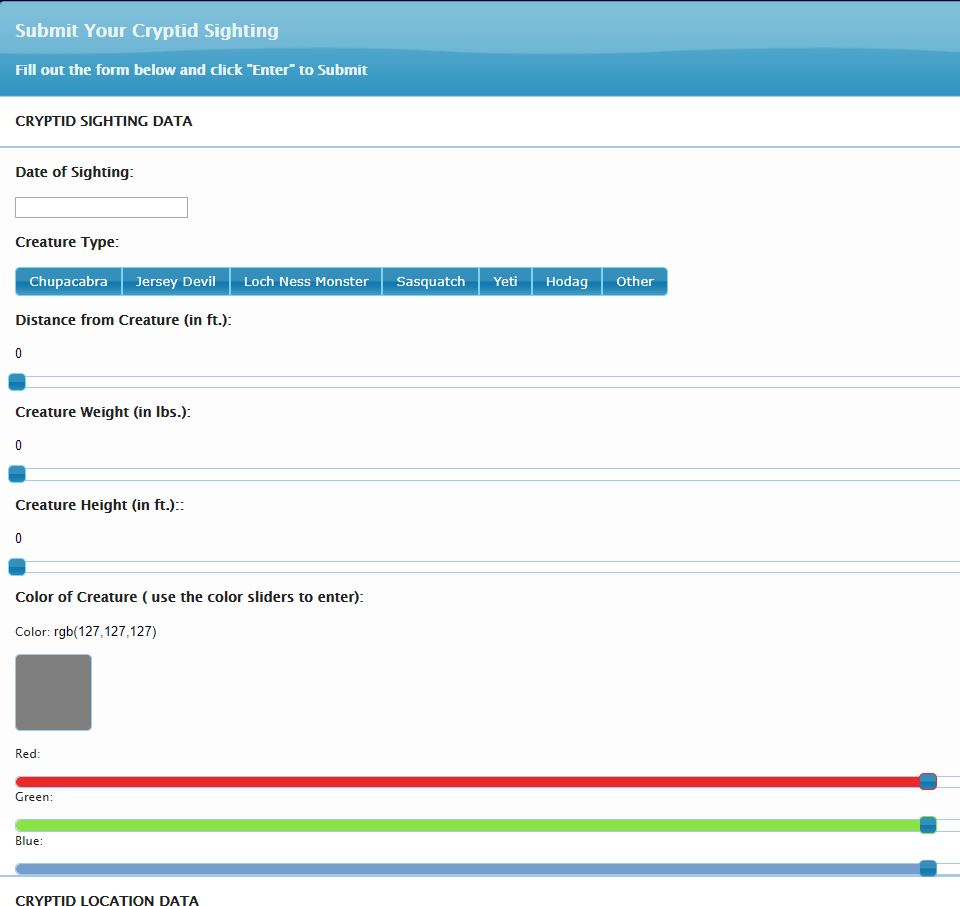 Submit Your Cryptid Sighting
Fill out the form below and click "Enter" to Submit
CRYPTID SIGHTING DATA
Date of Sighting:
Creature Type:
Chupacabra Jersey Devil Loch Ness Monster Sasquatch Yeti Hodag Other
Distance from Creature (in ft.):
0
Creature Weight (in lbs.):
0
Creature Height (in ft.)::
0
Color of Creature ( use the color sliders to enter):
Color: rgb(127,127,127)
Red:
Green:
Blue:
CRYPTID LOCATION DATA